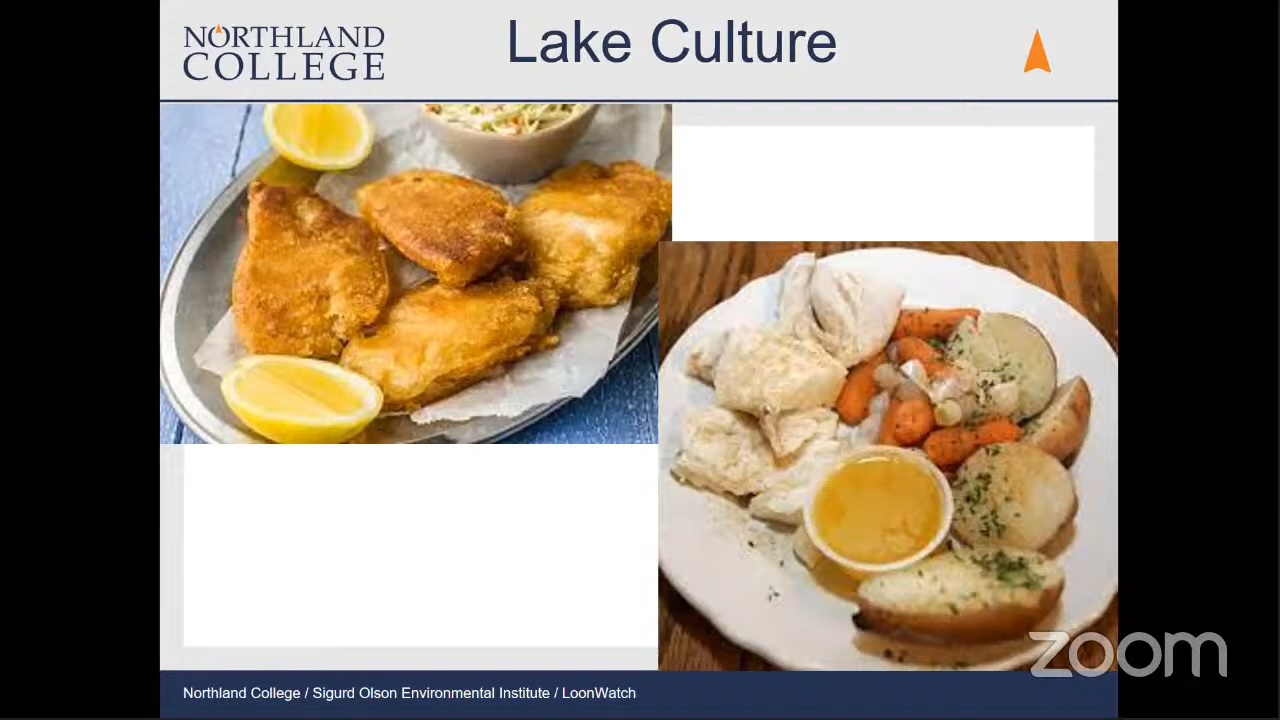 NORTHLAND
COLLEGE
Lake Culture
zoom
Northland College / Sigurd Olson Environmental Institute / LoonWatch